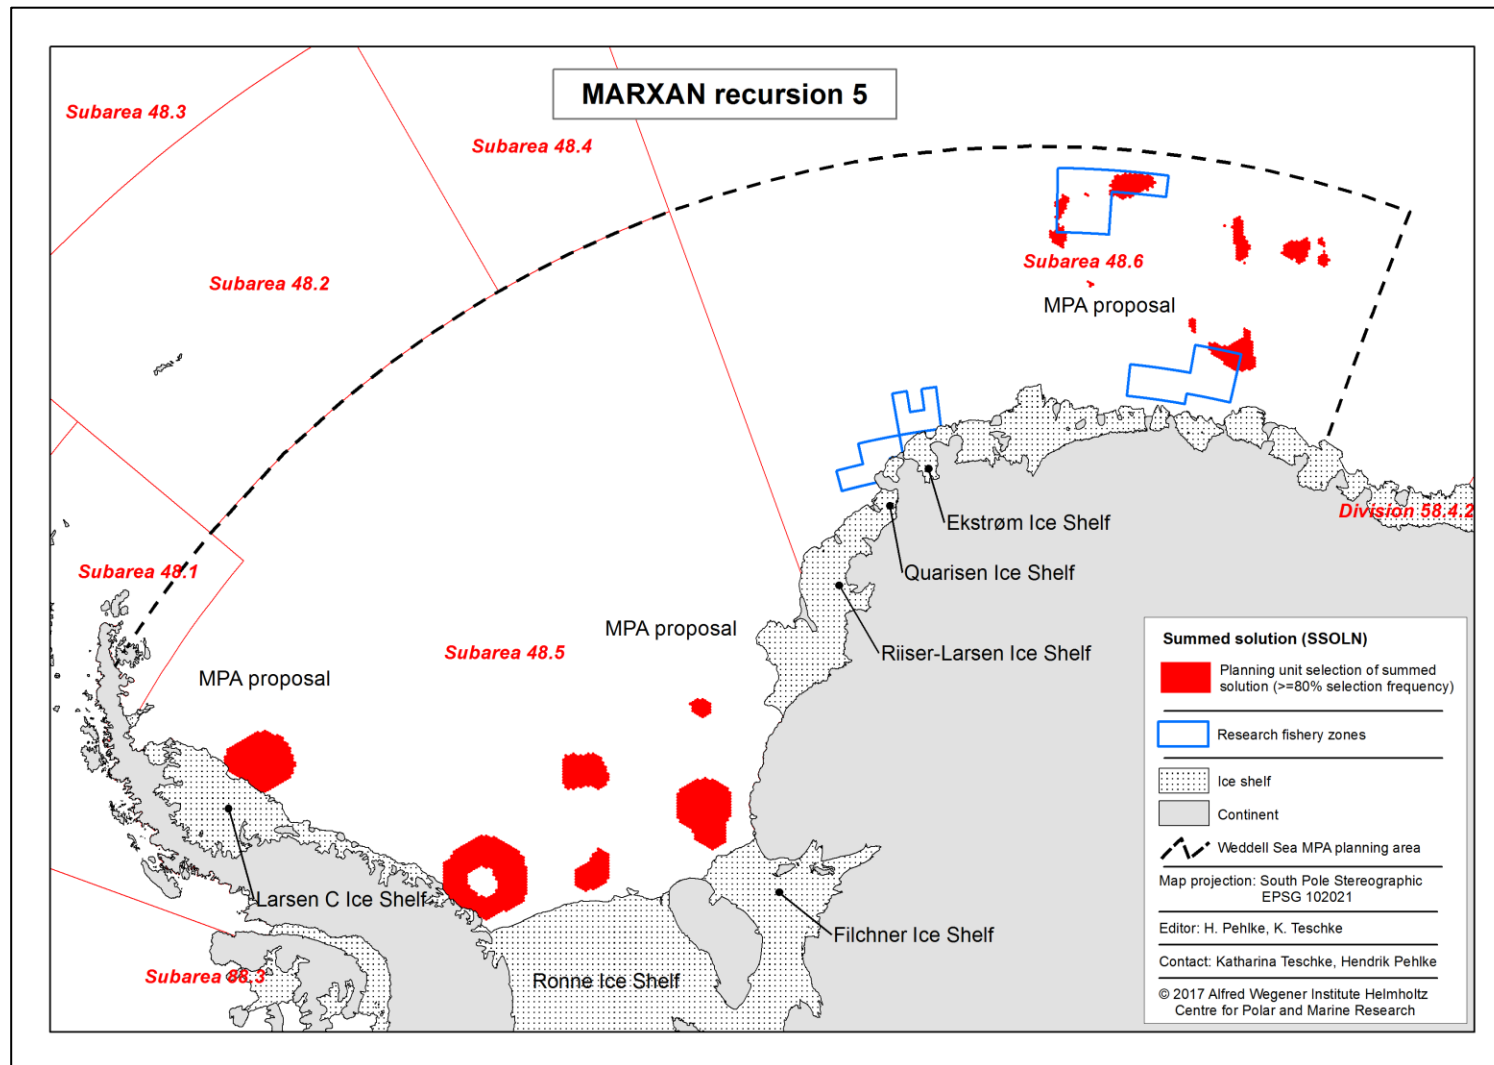 MARXAN recursion 5
Subarea 48.3
Subarea 48.4
Subarea 48.2
Subarea 48.6
MPA proposal
Division 58.4.2
Ekstrøm Ice Shelf
Quarisen Ice Shelf
Subarea 48.1
MPA proposal
Subarea 48.5
Riiser-Larsen Ice Shelf
MPA proposal
Larsen C Ice Shelf
Filchner Ice Shelf
Subarea 88.3
Ronne Ice Shelf
Summed solution (SSOLN)
Planning unit selection of summed
solution (>=80% selection frequency)
Research fishery zones
Ice shelf
Continent
Weddell Sea MPA planning area
Map projection: South Pole Stereographic
EPSG 102021
Editor: H. Pehlke, K. Teschke
Contact: Katharina Teschke, Hendrik Pehlke
© 2017 Alfred Wegener Institute Helmholtz
Centre for Polar and Marine Research